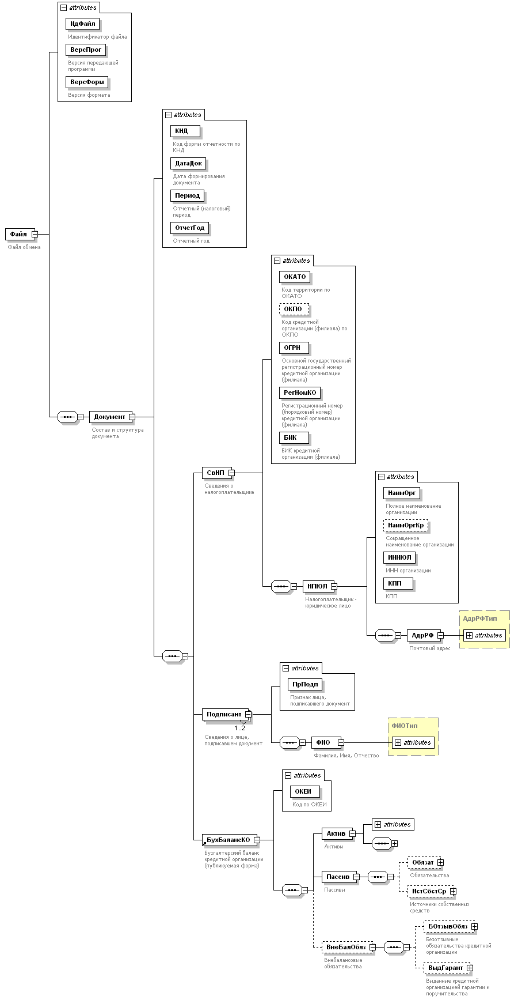 attributes
ИдФайл
Идентификатор файла
ВерсПрог
Версия передающей
программы
ВерсФорм
Версия формата
attributes
КНД
Код формы отчетности по
КНД
ДатаДок
Дата формирования
документа
Период
Отчетный (налоговый)
период
ОтчетГод
Отчетный год
Файл
Файл обмена
attributes
ОКАТО
Код территории по
ОКАТО
ОКПО
Код кредитной
организации (филиала) по
ОКПО
ОГРН
Основной государственный
регистрационный номер
кредитной организации
(филиала)
РегНомКО
Регистрационный номер
(/порядковый номер)
кредитной организации
(филиала)
БИК
БИК кредитной
организации (филиала)
Документ
Состав и структура
документа
СвНП
Сведения о
налогоплательщике
attributes
НаимОрг
Полное наименование
организации
НаимОргКр
Сокращенное
наименование организации
ИННЮЛ
ИНН организации
КПП
КПП
НПЮЛ
Налогоплательщик -
юридическое лицо
АдрРФТип
АдрРФ
attributes
Почтовый адрес
attributes
ПрПодп
Признак лица,
подписавшего документ
Подписант
1..2
Сведения о лице,
подписавшем документ
ФИОТип
ФИО
attributes
Фамилия, Имя, Отчество
attributes
ОКЕИ
Код по ОКЕИ
БухБалансКО
Бухгалтерский баланс
кредитной организации
(публикуемая форма)
Актив
Активы
attributes
Пассив
Пассивы
Обязат
Обязательства
ИстСбстСр
Источники собственных
средств
ВнеБалОбяз
Внебалансовые
обязательства
БОтзывОбяз
Безотзывные
обязательства кредитной
организации
ВыдГарант
Выданные кредитной
организацией гарантии и
поручительства